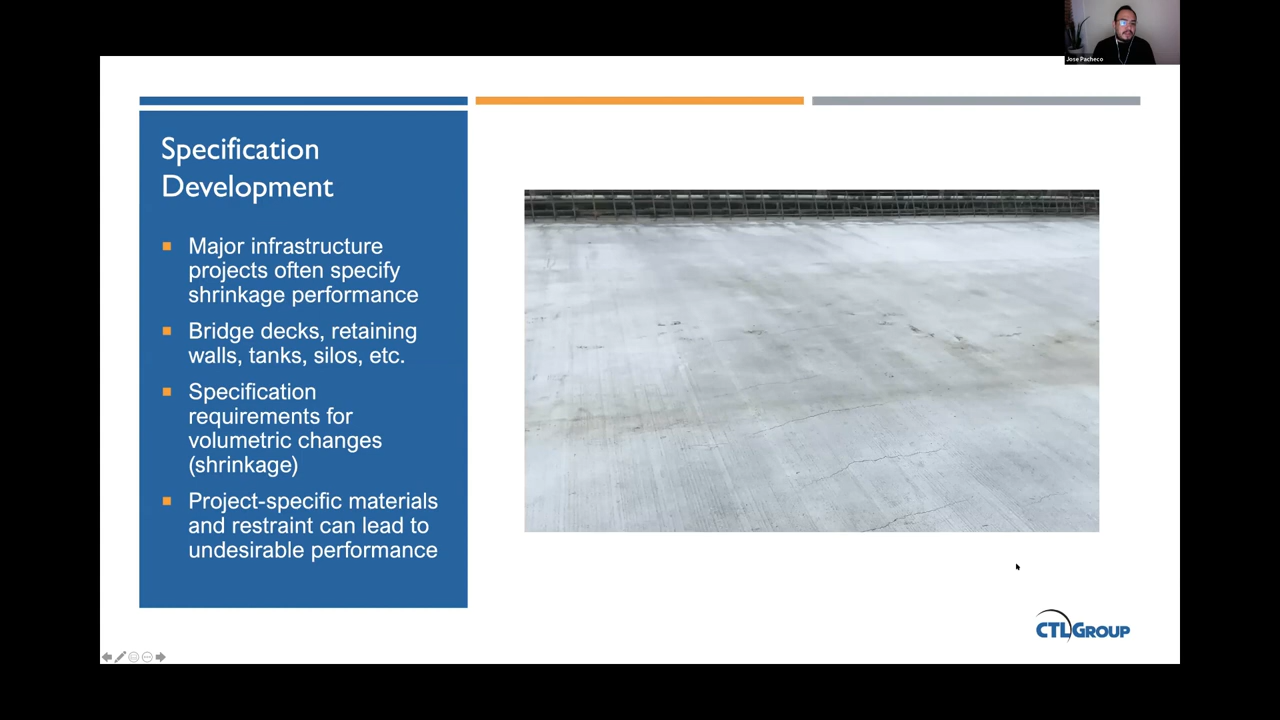 Jose Pacheco
Specification
Development
Major infrastructure
projects often specify
shrinkage performance
Bridge decks, retaining
walls, tanks, silos, etc.
Specification
requirements for
volumetric changes
(shrinkage)
Project-specific materials
and restraint can lead to
undesirable performance
CTLGROUP